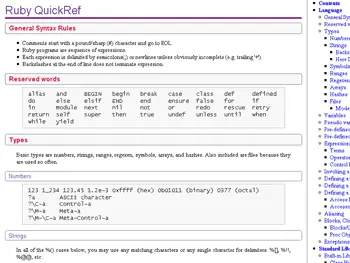 Ruby QuickRef
General Syntax Rules
Comments start with a pound/sharp (#) character and go to EOL.
Ruby programs are sequence of expressions.
Each expression is delimited by semicolons(;) or newlines unless obviously incomplete (e.g. trailing '+').
Backslashes at the end of line does not terminate expression.
Reserved words
alias and BEGIN begin break case class def defined
do else elsif END end ensure false for if
in module next nil not or redo rescue retry
return self super then true undef unless until when
while yield
Types
Basic types are numbers, strings, ranges, regexen, symbols, arrays, and hashes. Also included are files because they
are used so often.
Numbers
123 1_234 123.45 1.2e-3 0xffff (hex) 0b01011 (binary) 0377 (octal)
?a ASCII character
?\C-a Control-a
?\M-a Meta-a
?\M-\C-a Meta-Control-a
Strings
In all of the %() cases below, you may use any matching characters or any single character for delimiters. %[], %!!,
%@@, etc.
Contents
Language
General Sy
Reserved w
Types
Numbers
Strings
Backs
Here D
Symbols
Ranges
Regexen
Arrays
Hashes
Files
Mode
Variables
Pseudo var
Pre-defined
Pre-defined
Expression
Terms
Operato
Control
Invoking a
Defining a
Defining a
Access
Accessor
Aliasing
Blocks, Clo
Blocks/C
Proc Obj
Exceptions
Standard Lib
Built-in Lib